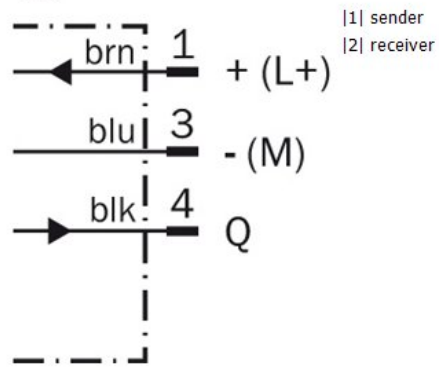 |1| sender
|2| receiver
brn 1 + (L+)
blu 3 - (M)
blk 4 Q